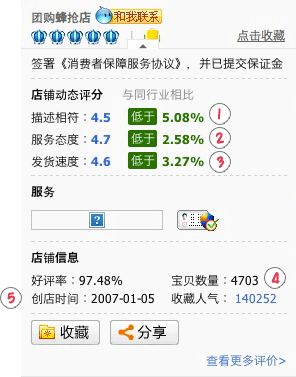 团购蜂抢店 和我联系
点击收藏
签署《消费者保障服务协议》，并已提交保证金
店铺动态评分 与同行业相比
描述相符：4.5 低于 5.08% 1
服务态度：4.7 低于 2.58% 2
发货速度：4.6 低于 3.27% 3
服务
店铺信息
4
好评率：97.48% 宝贝数量：4703
5 创店时间：2007-01-05 收藏人气： 140252
收藏 分享
查看更多评价>